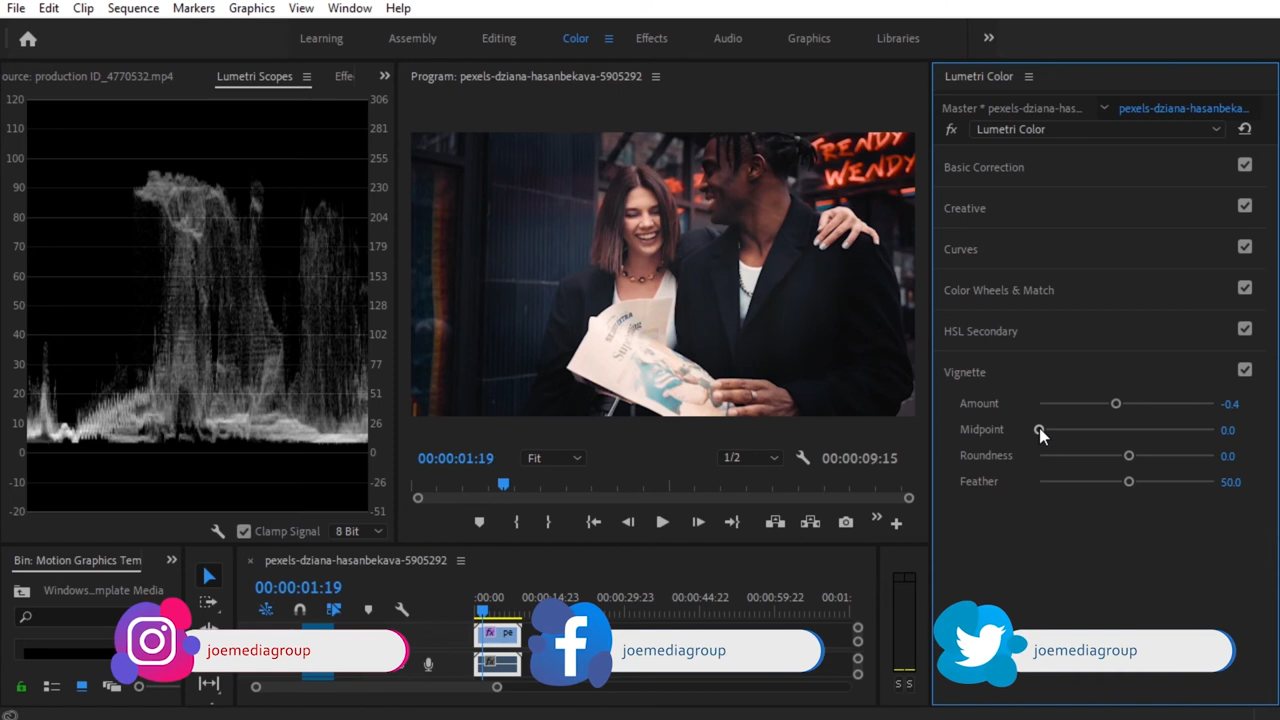 File Edit Clip Sequence Markers Graphics View Window Help
Learning Assembly Editing Color Effects Audio Graphics Libraries
ource: production ID_4770532.mp4 Lumetri Scopes Effe
Program: pexels-dziana-hasanbekava-5905292
Lumetri Color
Master * pexels-dziana-has... pexels-dziana-hasanbeka...
fx Lumetri Color
120 306
110 281
100 255
90 230
80 204
70 179
60 153
50 128
40 102
30 77
20 51
10 26
0 0
-10 -26
-20 -51
TRENDY
WENDY
Basic Correction
Creative
Curves
Color Wheels & Match
HSL Secondary
Vignette
Amount -0.4
Midpoint 0.0
Roundness 0.0
Feather 50.0
00:00:01:19 Fit 1/2 00:00:09:15
Clamp Signal 8 Bit
Bin: Motion Graphics Tem
Windows...mplate Media
× pexels-dziana-hasanbekava-5905292
00:00:01:19
:00:00 00:00:14:23 00:00:29:23 00:00:44:22 00:00:59:22 00:01:
fx pe
joemediagroup
joemediagroup
joemediagroup
S S